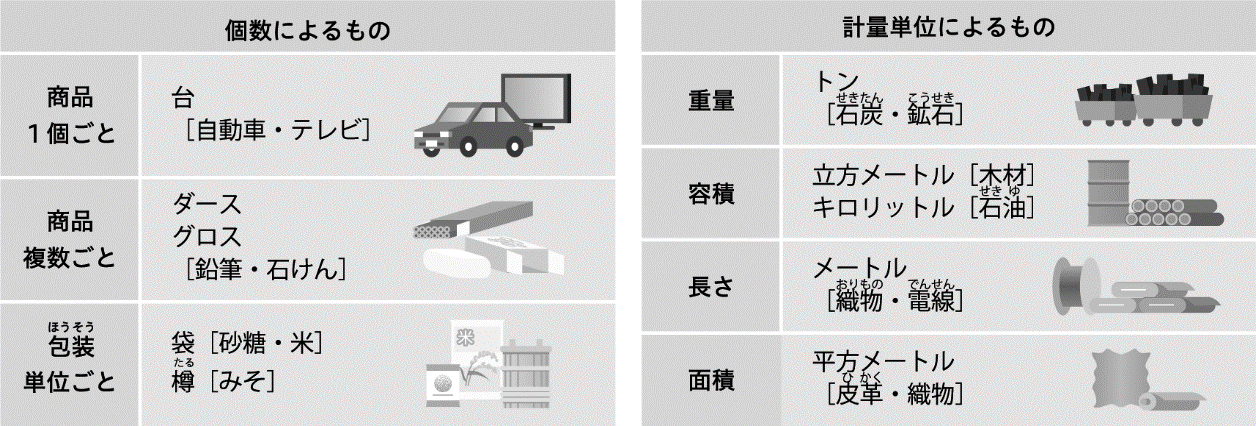 個数によるもの
商品
1個ごと
台
［自動車・テレビ］
商品
複数ごと
ダース
グロス
［鉛筆・石けん］
ほうそう
包装
単位ごと
袋［砂糖・米］
たる
樽［みそ］
計量単位によるもの
重量
トン
せきたん こうせき
［石炭・鉱石］
容積
立方メートル［木材］
せきゆ
キロリットル［石油］
長さ
メートル
おりもの でんせん
［織物・電線］
面積
平方メートル
ひかく
［皮革・織物］